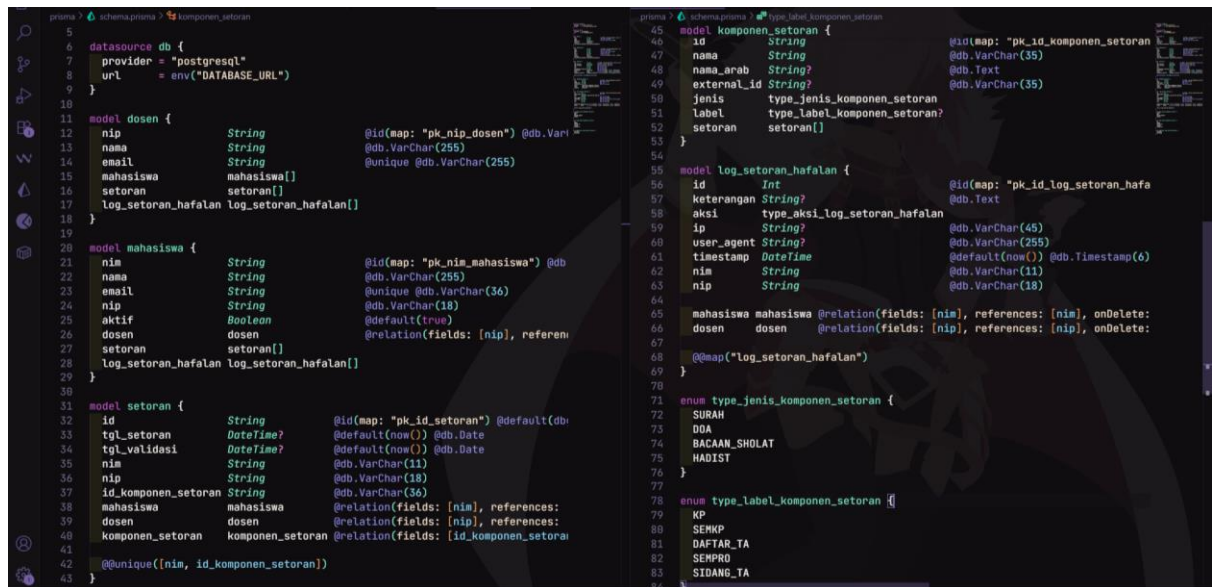 prisma > schema.prisma > komponen_setoran
5
6 datasource db {
7 provider = "postgresql"
8 url = env("DATABASE_URL")
9 }
10
11 model dosen {
12 nip String @id(map: "pk_nip_dosen")
13 nama String @db.VarChar(255)
14 email String @unique @db.VarChar(255)
15 mahasiswa mahasiswa[]
16 setoran setoran[]
17 log_setoran_hafalan log_setoran_hafalan[]
18 }
19
20 model mahasiswa {
21 nim String @id(map: "pk_nim_mahasiswa") @db
22 nama String @db.VarChar(255)
23 email String @unique @db.VarChar(36)
24 nip String @db.VarChar(18)
25 aktif Boolean @default(true)
26 dosen dosen @relation(fields: [nip], referen
27 setoran setoran[]
28 log_setoran_hafalan log_setoran_hafalan[]
29 }
30
31 model setoran {
32 id String @id(map: "pk_id_setoran") @default(db
33 tgl_setoran DateTime? @default(now()) @db.Date
34 tgl_validasi DateTime? @default(now()) @db.Date
35 nim String @db.VarChar(11)
36 nip String @db.VarChar(18)
37 id_komponen_setoran String @db.VarChar(36)
38 mahasiswa mahasiswa @relation(fields: [nim], references:
39 dosen dosen @relation(fields: [nip], references:
40 komponen_setoran komponen_setoran @relation(fields: [id_komponen_setora
41
42 @@unique([nim, id_komponen_setoran])
43 }
prisma > schema.prisma > type_label_komponen_setoran
45 model komponen_setoran {
46 id String @id(map: "pk_id_komponen_setoran
47 nama String @db.VarChar(35)
48 nama_arab String? @db.Text
49 external_id String? @db.VarChar(35)
50 jenis type_jenis_komponen_setoran
51 label type_label_komponen_setoran?
52 setoran setoran[]
53 }
54
55 model log_setoran_hafalan {
56 id Int @id(map: "pk_id_log_setoran_hafa
57 keterangan String? @db.Text
58 aksi type_aksi_log_setoran_hafalan
59 ip String? @db.VarChar(45)
60 user_agent String? @db.VarChar(255)
61 timestamp DateTime @default(now()) @db.Timestamp(6)
62 nim String @db.VarChar(11)
63 nip String @db.VarChar(18)
64
65 mahasiswa mahasiswa @relation(fields: [nim], references: [nim], onDelete:
66 dosen dosen @relation(fields: [nip], references: [nip], onDelete:
67
68 @@map("log_setoran_hafalan")
69 }
70
71 enum type_jenis_komponen_setoran {
72 SURAH
73 DOA
74 BACAAN_SHOLAT
75 HADIST
76 }
77
78 enum type_label_komponen_setoran {
79 KP
80 SEMKP
81 DAFTAR_TA
82 SEMPRO
83 SIDANG_TA